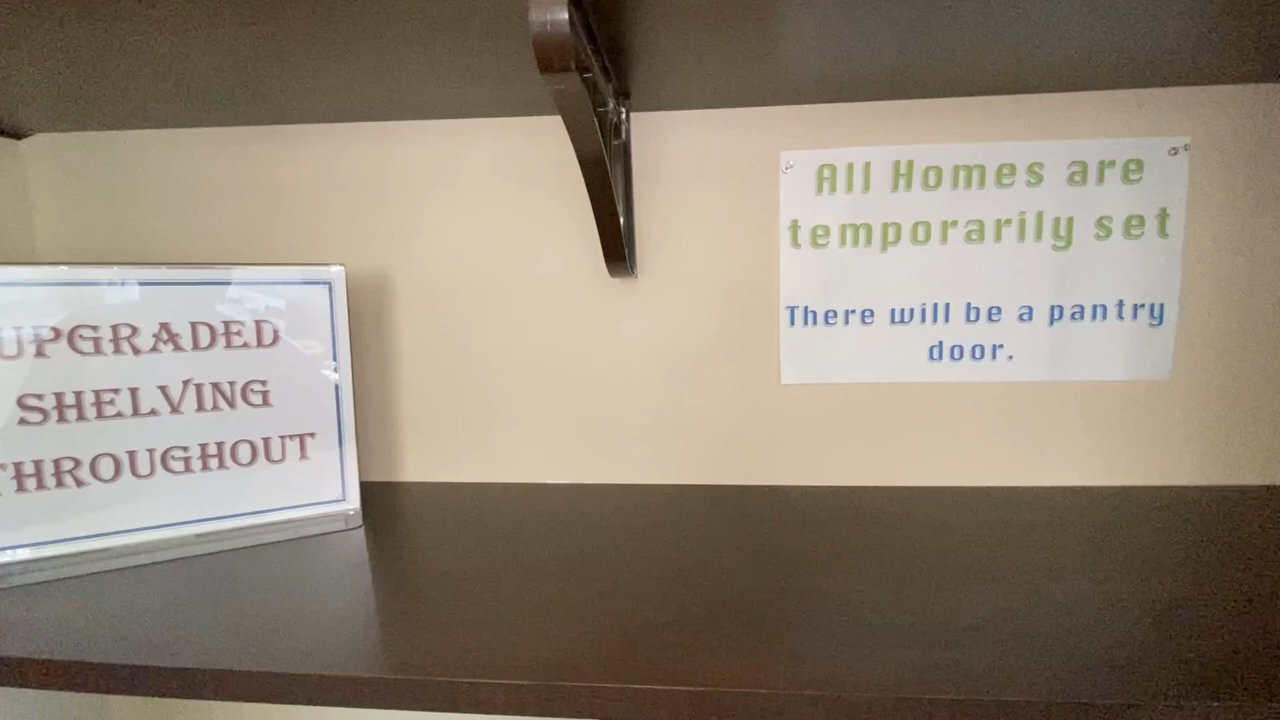 UPGRADED
SHELVING
THROUGHOUT
All Homes are
temporarily set
There will be a pantry
door.